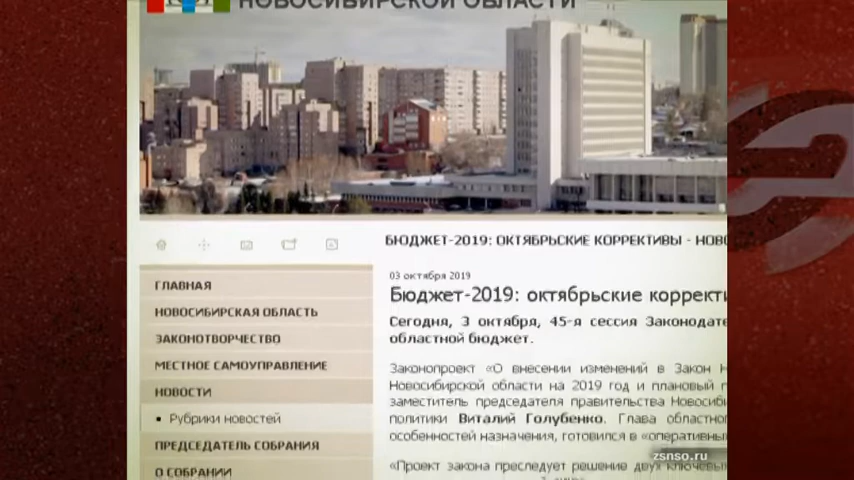 НОВОСИБИРСКОЙ ОБЛАСТИ
БЮДЖЕТ-2019: ОКТЯБРЬСКИЕ КОРРЕКТИВЫ - НОВО
03 октября 2019
Бюджет-2019: октябрьские корректи
Сегодня, 3 октября, 45-я сессия Законодате
областной бюджет.
Законопроект «О внесении изменений в Закон Н
Новосибирской области на 2019 год и плановый п
заместитель председателя правительства Новосиби
политики Виталий Голубенко. Глава областног
особенностей назначения, готовился в «оперативны
«Проект закона преследует решение двух ключевы
ГЛАВНАЯ
НОВОСИБИРСКАЯ ОБЛАСТЬ
ЗАКОНОТВОРЧЕСТВО
МЕСТНОЕ САМОУПРАВЛЕНИЕ
НОВОСТИ
• Рубрики новостей
ПРЕДСЕДАТЕЛЬ СОБРАНИЯ
О СОБРАНИИ
zsnso.ru